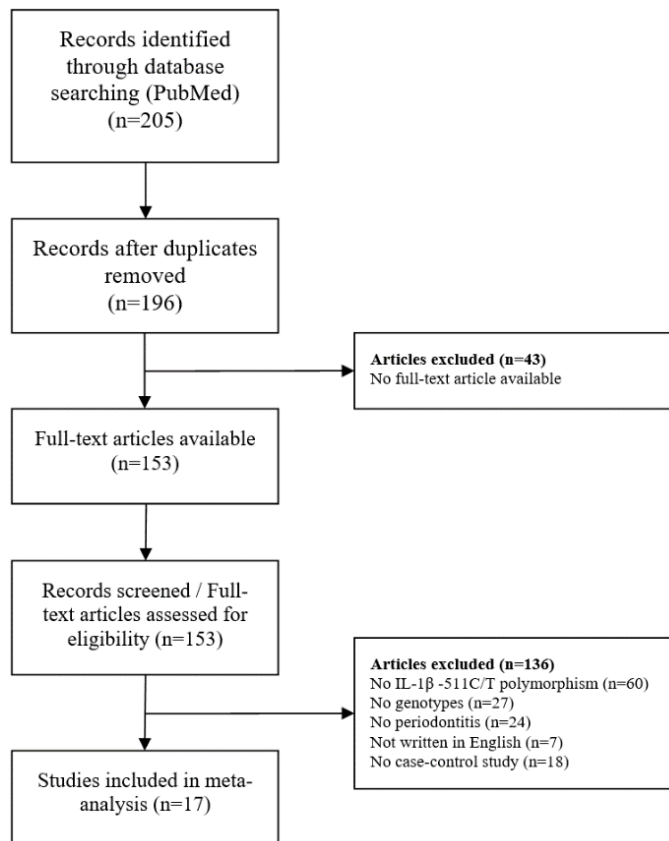 Records identified
through database
searching (PubMed)
(n=205)
Records after duplicates
removed
(n=196)
Articles excluded (n=43)
No full-text article available
Full-text articles available
(n=153)
Records screened / Full-
text articles assessed for
eligibility (n=153)
Articles excluded (n=136)
No IL-1β -511C/T polymorphism (n=60)
No genotypes (n=27)
No periodontitis (n=24)
Not written in English (n=7)
No case-control study (n=18)
Studies included in meta-
analysis (n=17)